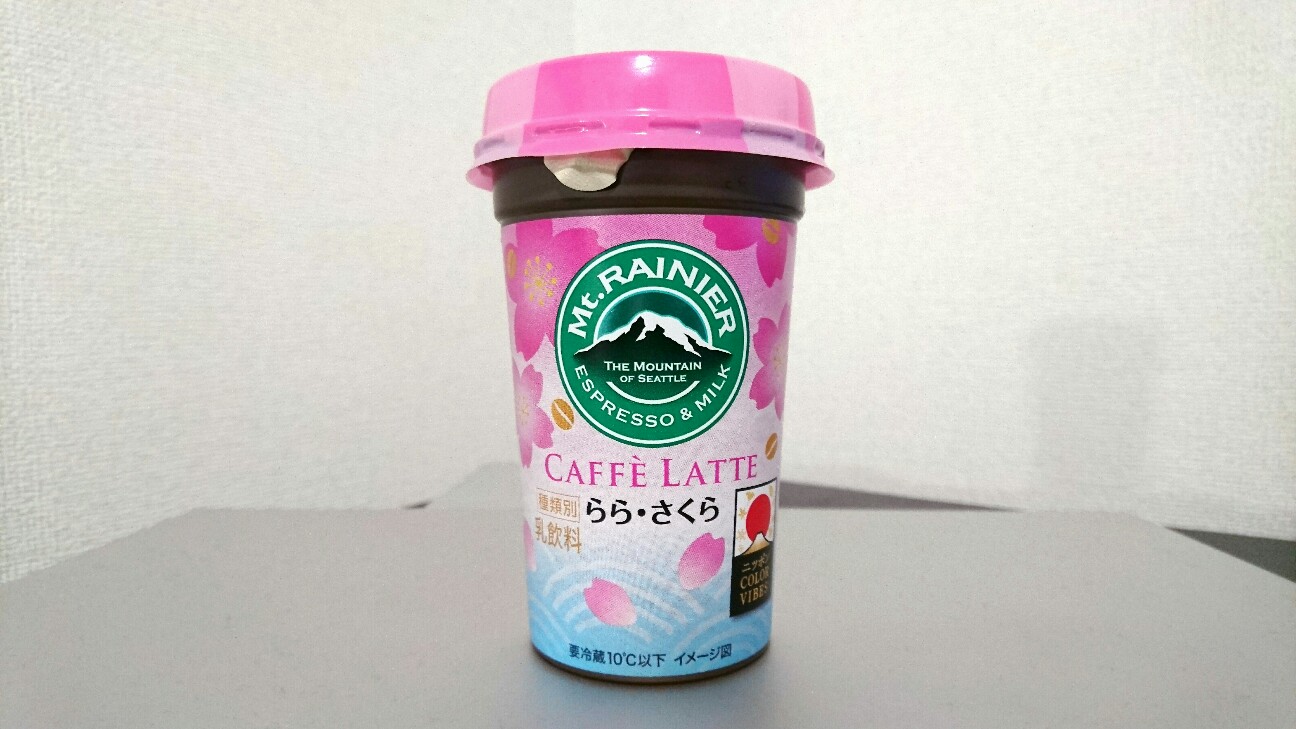 Mt. RAINIER
THE MOUNTAIN
OF SEATTLE
ESPRESSO & MILK
CAFFÈ LATTE
種類別
乳飲料
らら・さくら
ニッポン
COLOR
VIBES
要冷蔵10℃以下 イメージ図